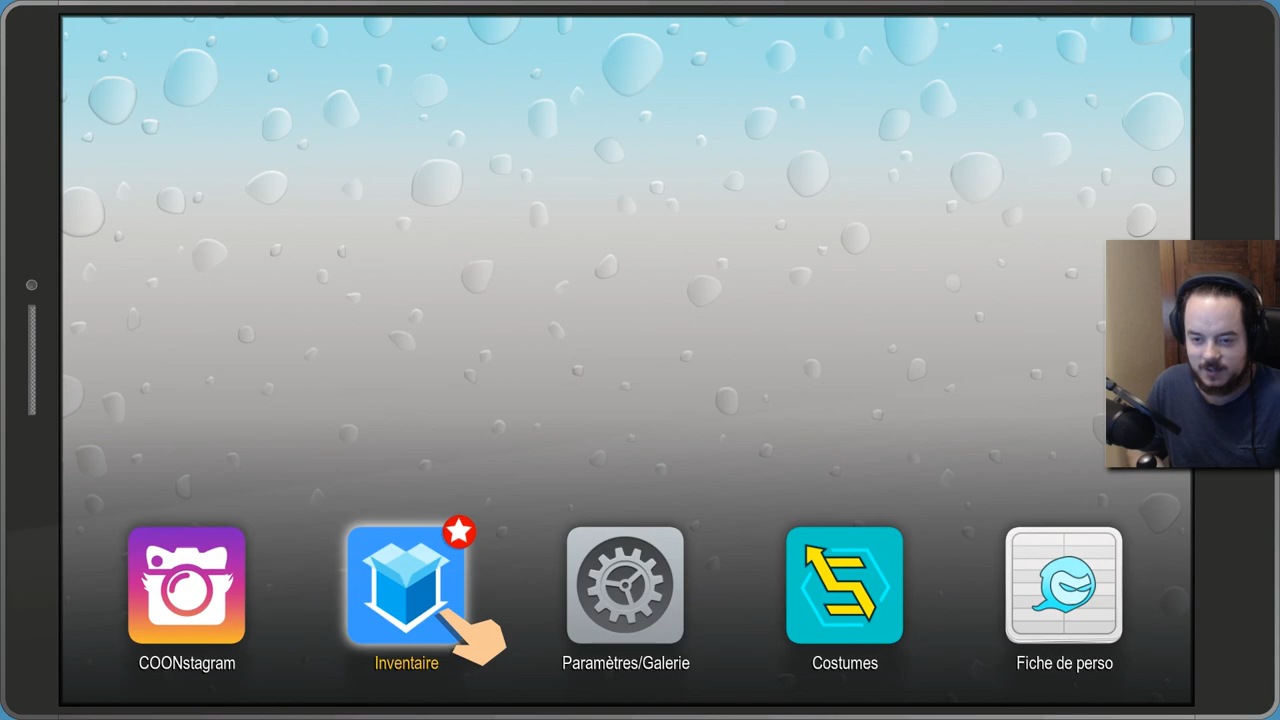 COONstagram
Inventaire
Paramètres/Galerie
Costumes
Fiche de perso